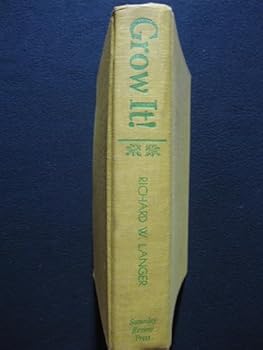 Grow It!
RICHARD W. LANGER
Saturday
Review
Press